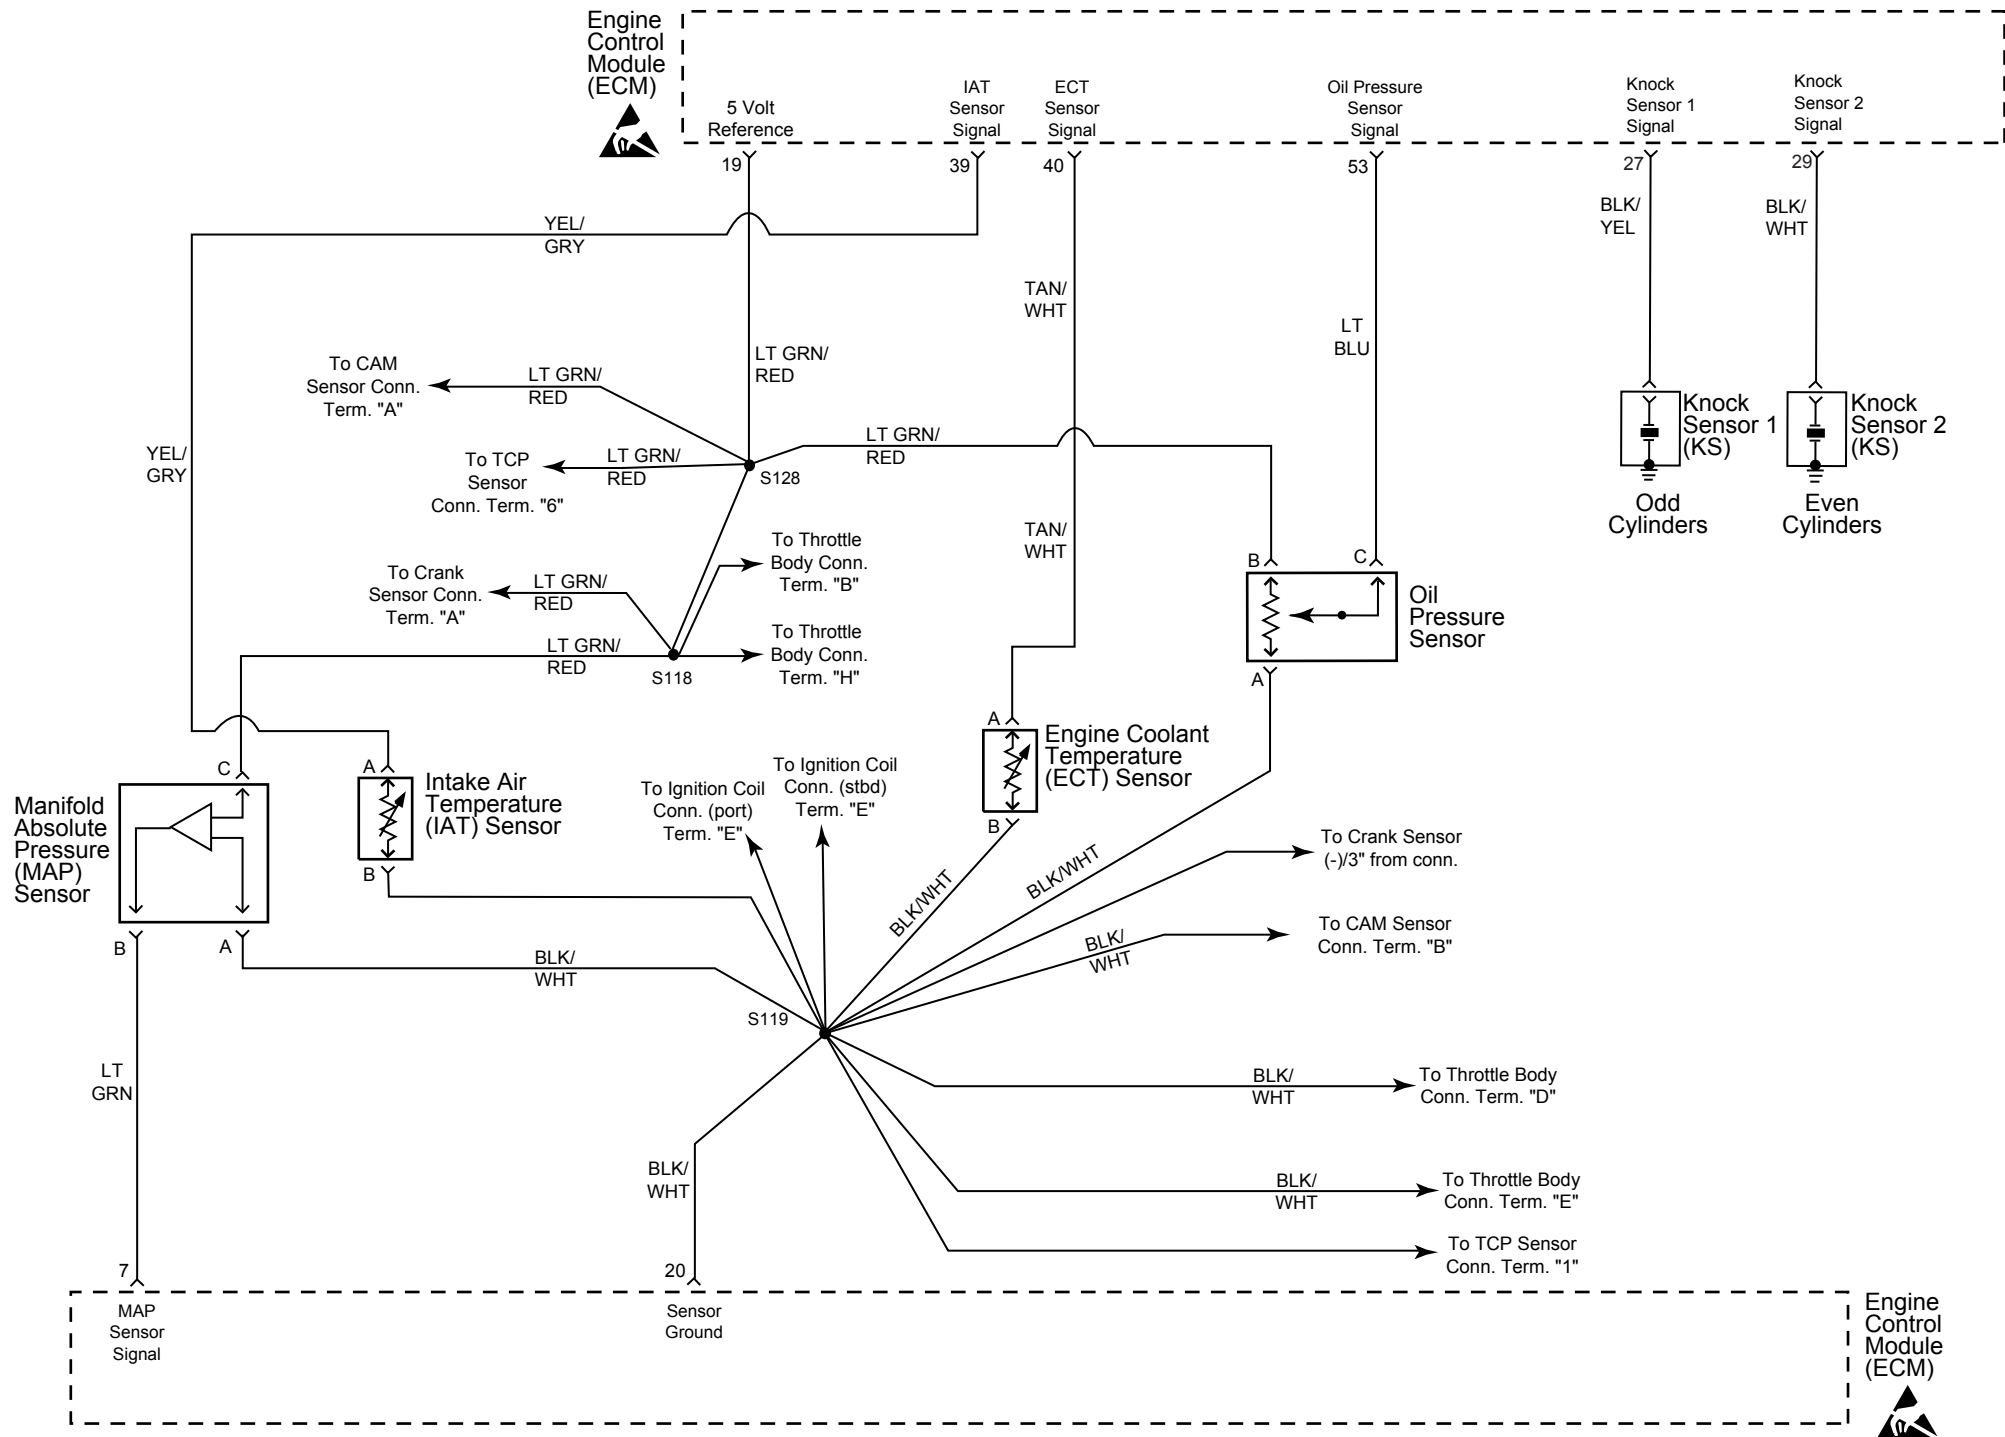 Engine
Control
Module
(ECM)
5 Volt
Reference
IAT
Sensor
Signal
ECT
Sensor
Signal
Oil Pressure
Sensor
Signal
Knock
Sensor 1
Signal
Knock
Sensor 2
Signal
19
39
40
53
27
29
YEL/
GRY
BLK/
YEL
BLK/
WHT
TAN/
WHT
LT
BLU
LT GRN/
RED
To CAM
Sensor Conn.
Term. "A"
LT GRN/
RED
Knock
Sensor 1
(KS)
Knock
Sensor 2
(KS)
Odd
Cylinders
Even
Cylinders
YEL/
GRY
To TCP
Sensor
Conn. Term. "6"
LT GRN/
RED
LT GRN/
RED
S128
TAN/
WHT
To Throttle
Body Conn.
Term. "B"
To Crank
Sensor Conn.
Term. "A"
LT GRN/
RED
B
C
Oil
Pressure
Sensor
A
LT GRN/
RED
S118
To Throttle
Body Conn.
Term. "H"
A
Engine Coolant
Temperature
(ECT) Sensor
B
C
Manifold
Absolute
Pressure
(MAP)
Sensor
B
A
A
Intake Air
Temperature
(IAT) Sensor
B
To Ignition Coil
Conn. (port)
Term. "E"
To Ignition Coil
Conn. (stbd)
Term. "E"
BLK/WHT
BLK/WHT
To Crank Sensor
(-)/3" from conn.
BLK/
WHT
To CAM Sensor
Conn. Term. "B"
BLK/
WHT
S119
LT
GRN
BLK/
WHT
To Throttle Body
Conn. Term. "D"
BLK/
WHT
BLK/
WHT
To Throttle Body
Conn. Term. "E"
To TCP Sensor
Conn. Term. "1"
7
20
MAP
Sensor
Signal
Sensor
Ground
Engine
Control
Module
(ECM)